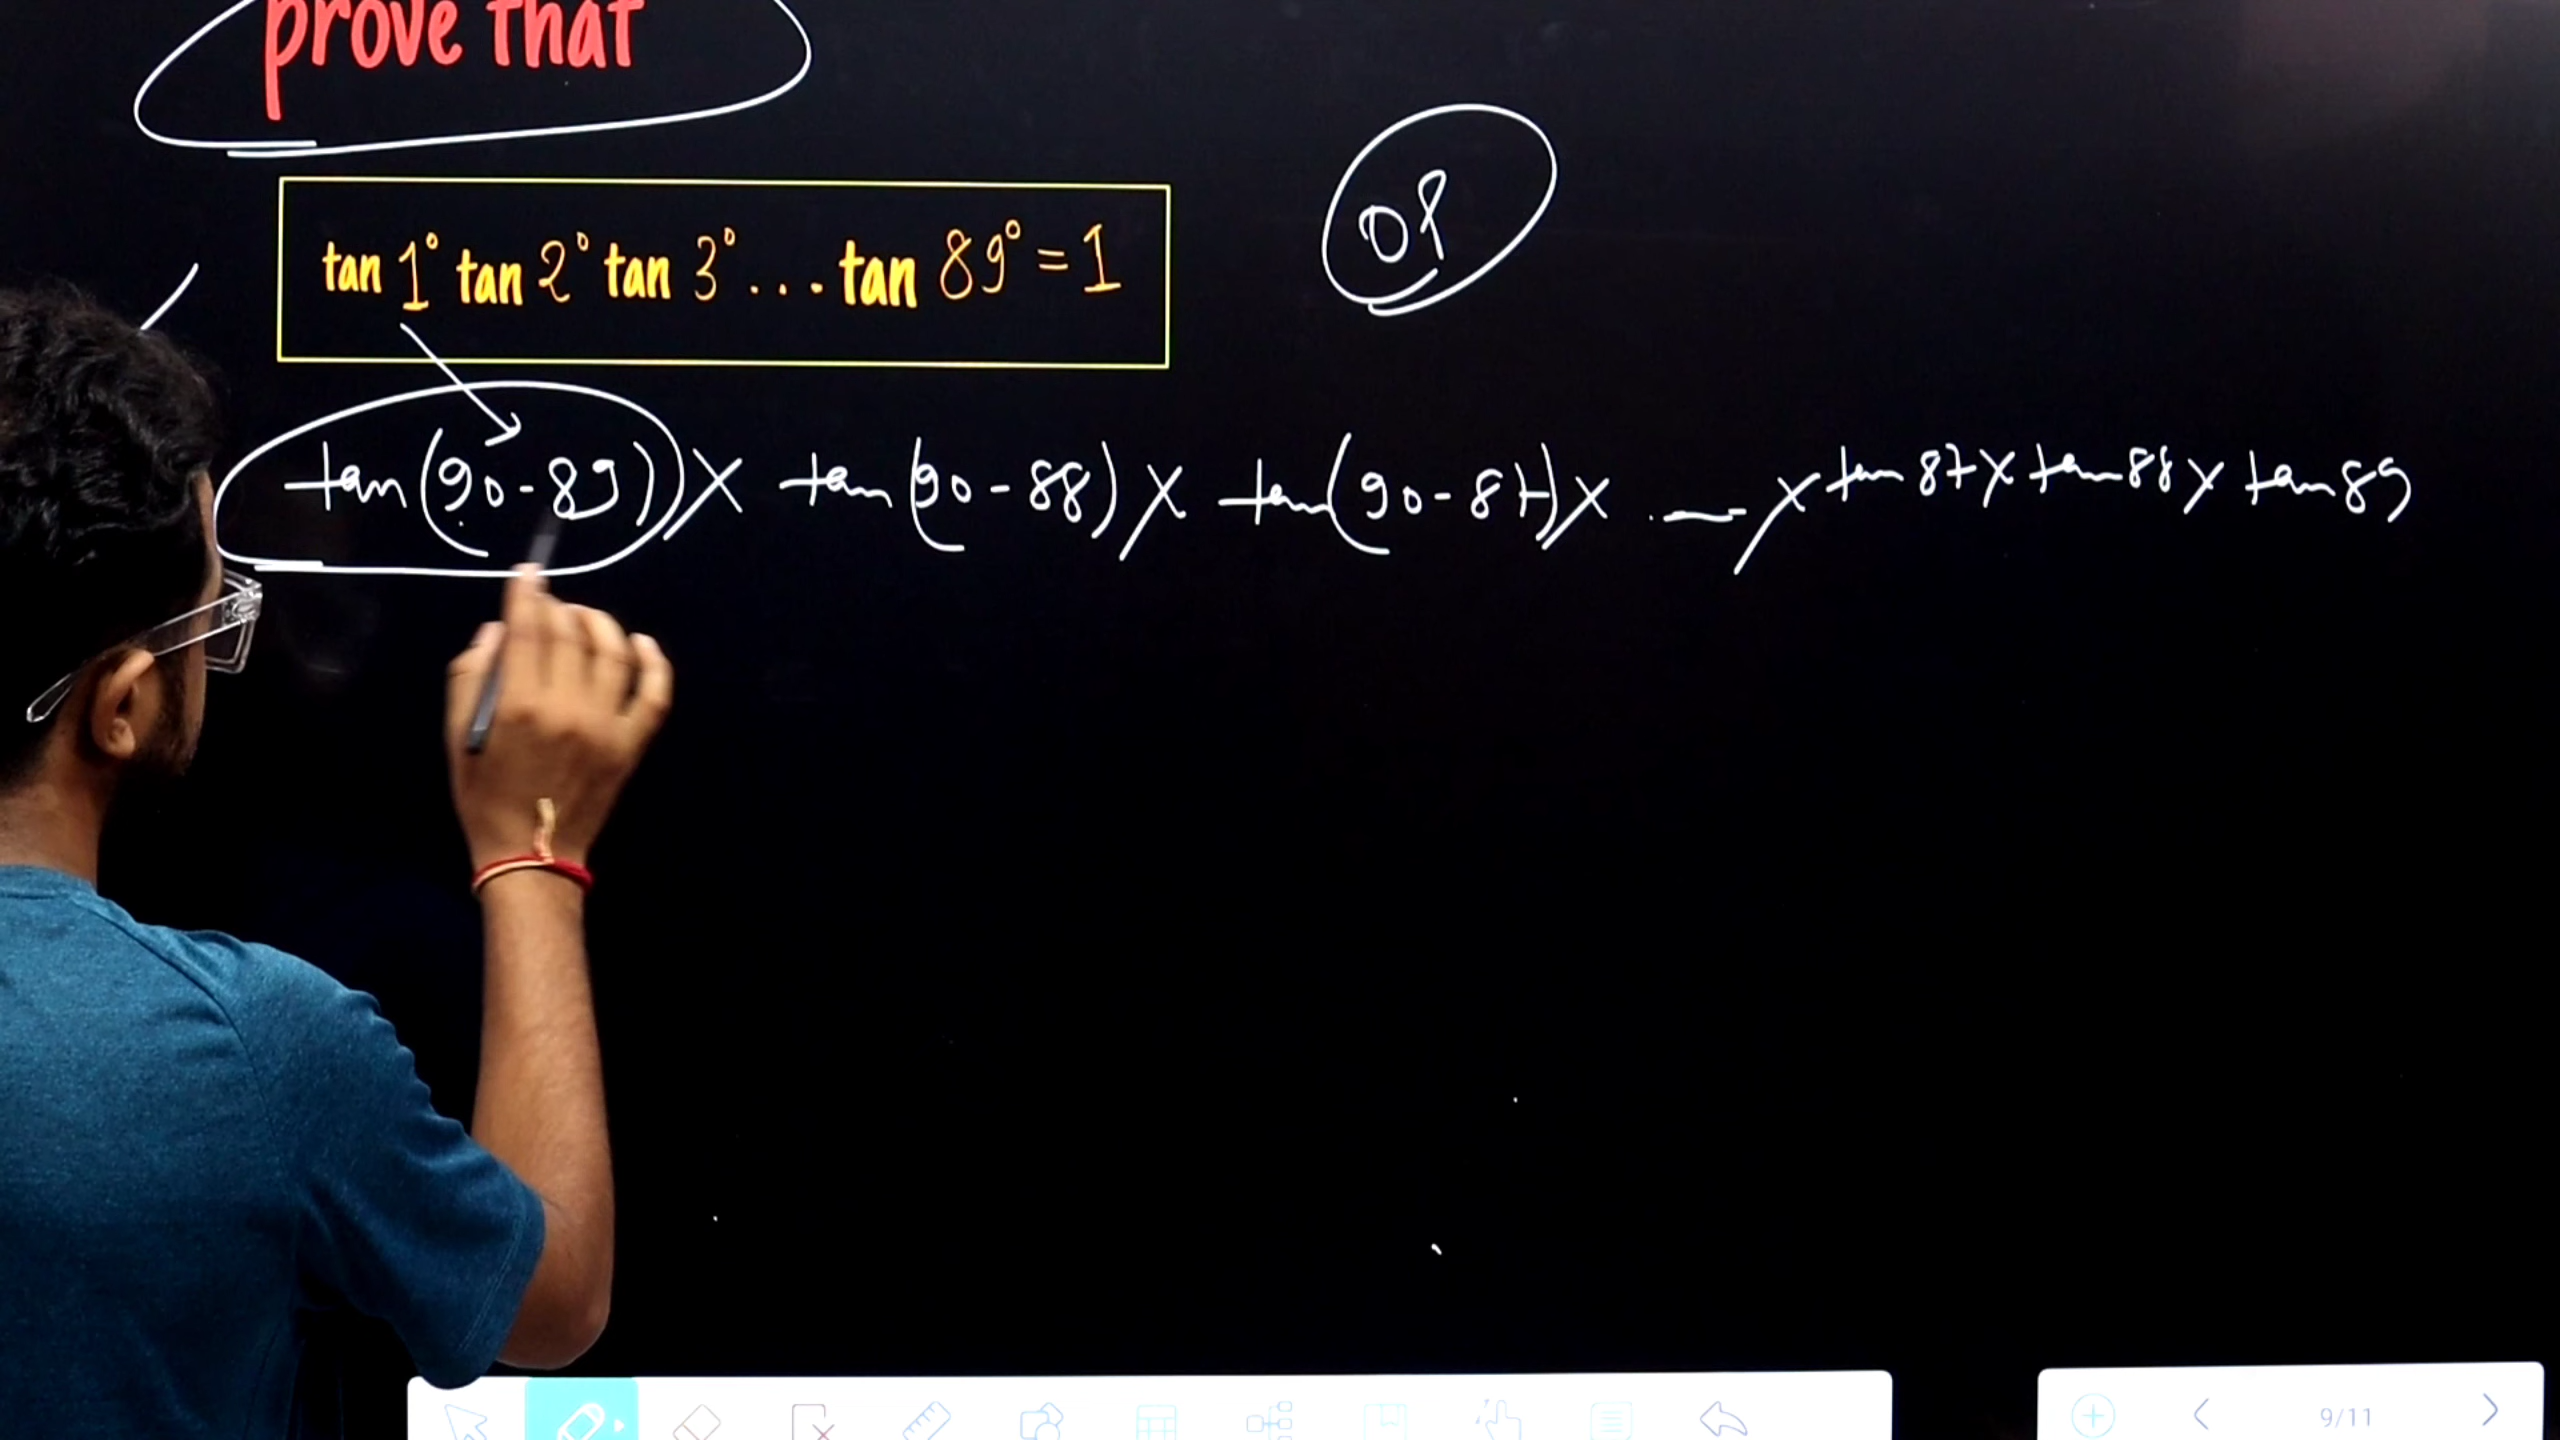 prove that
tan 1° tan 2° tan 3° . . . . tan 89° = 1
08
tan(90-89) X tan(90-88) X tan(90-87) X .... X tan 87 X tan 88 X tan 89
9/11